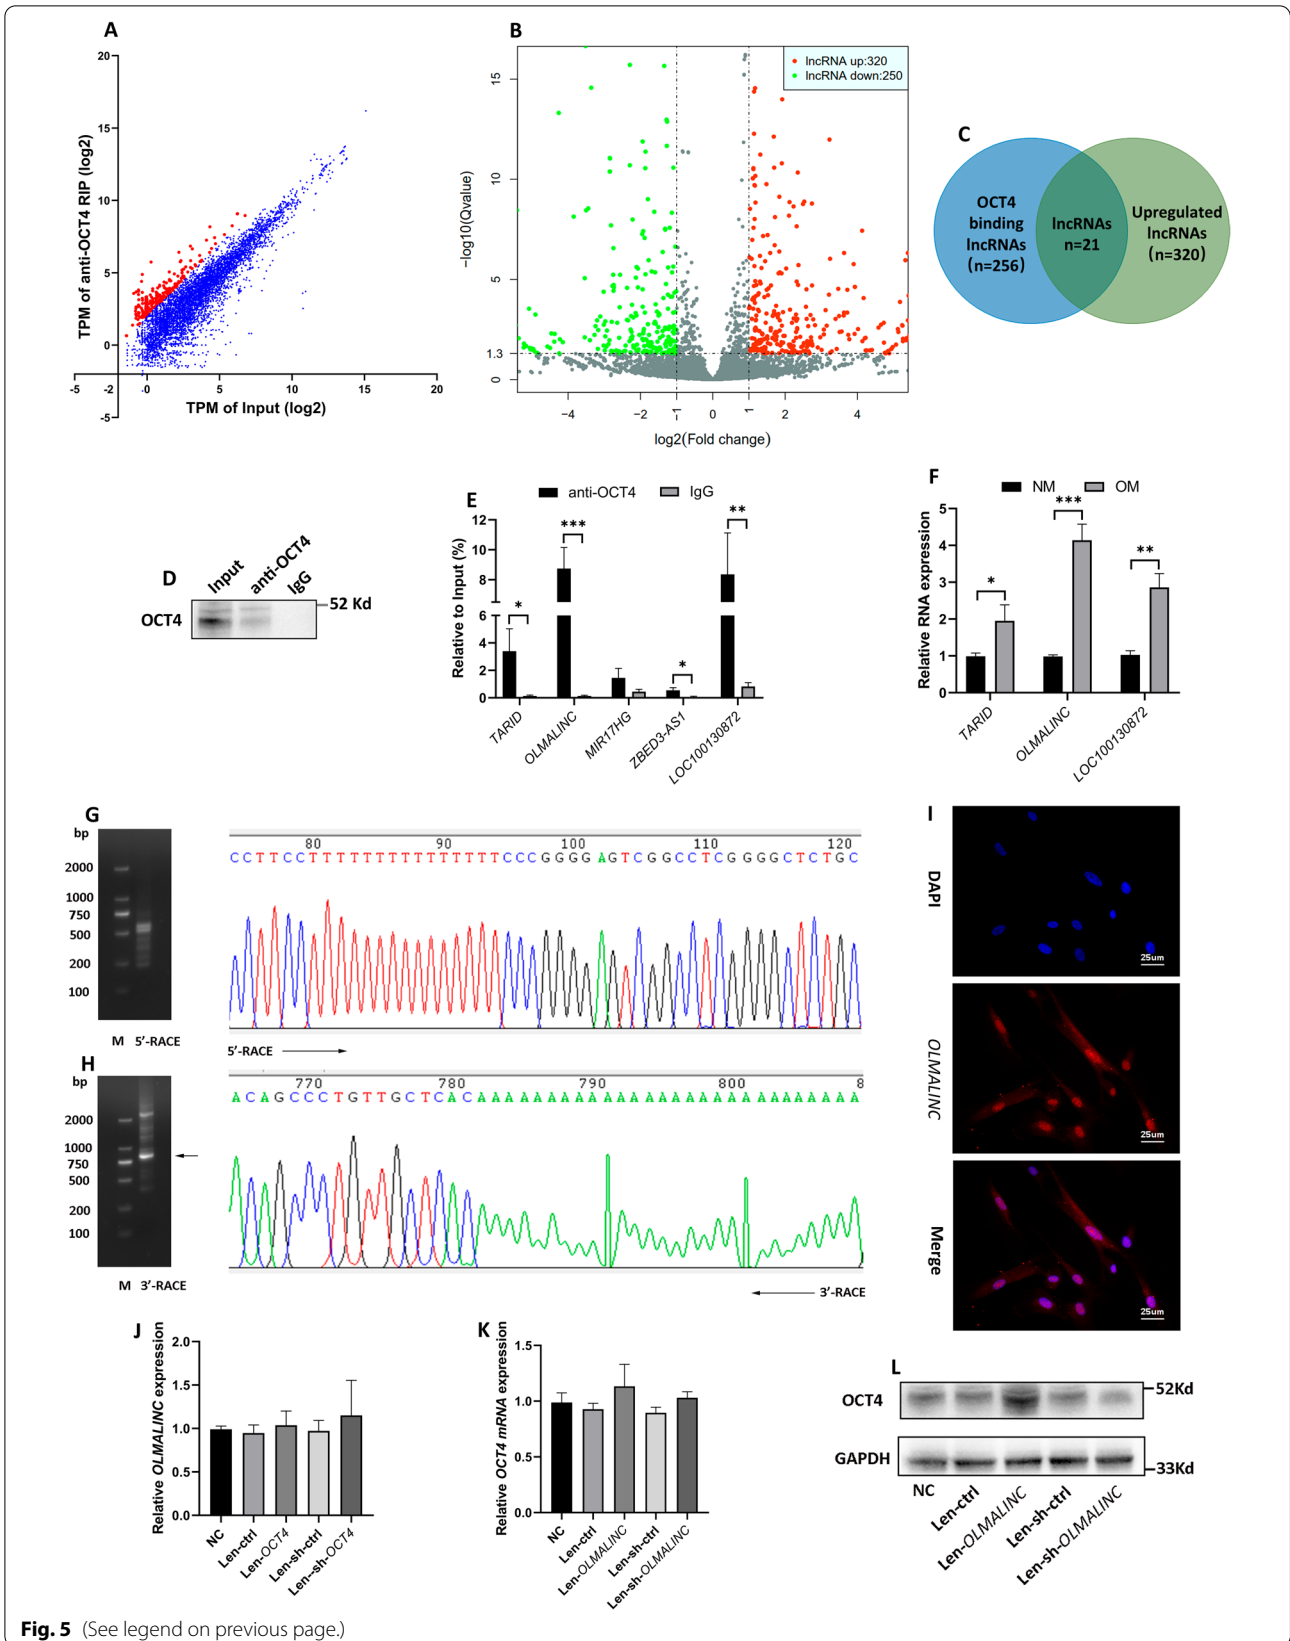 A
20
15
10
5
0
-5
-5
-2
0
5
10
15
20
TPM of anti-OCT4 RIP (log2)
TPM of Input (log2)
B
lncRNA up:320
lncRNA down:250
15
10
5
1.3
0
−4
−2
−1
0
1
2
4
−log10(Qvalue)
log2(Fold change)
C
OCT4
binding
lncRNAs
(n=256)
lncRNAs
n=21
Upregulated
lncRNAs
(n=320)
D
Input
anti-OCT4
IgG
OCT4
52 Kd
E
anti-OCT4
IgG
12
10
8
6
4
2
0
Relative to Input (%)
*
***
*
**
TARID
OLMALINC
MIR17HG
ZBED3-AS1
LOC100130872
F
NM
OM
5
4
3
2
1
0
Relative RNA expression
*
***
**
TARID
OLMALINC
LOC100130872
G
bp
2000
1000
750
500
200
100
M 5’-RACE
80 90 100 110 120
CCTTCCTTTTTTTTTTTTTTTCCCGGGGAGTCGGCCTCGGGGCTCTGC
5’-RACE
H
bp
2000
1000
750
500
200
100
M 3’-RACE
770 780 790 800 8
ACAGCCCTGTTGCTCACAAAAAAAAAAAAAAAAAAAAAAAAAAAA
3’-RACE
I
DAPI
25um
OLMALINC
25um
Merge
25um
J
2.0
1.5
1.0
0.5
0.0
Relative OLMALINC expression
NC
Len-ctrl
Len-OCT4
Len-sh-ctrl
Len--sh-OCT4
K
1.5
1.0
0.5
0.0
Relative OCT4 mRNA expression
NC
Len-ctrl
Len-OLMALINC
Len-sh-ctrl
Len-sh-OLMALINC
L
OCT4
52Kd
GAPDH
33Kd
NC
Len-ctrl
Len-OLMALINC
Len-sh-ctrl
Len-sh-OLMALINC
Fig. 5 (See legend on previous page.)